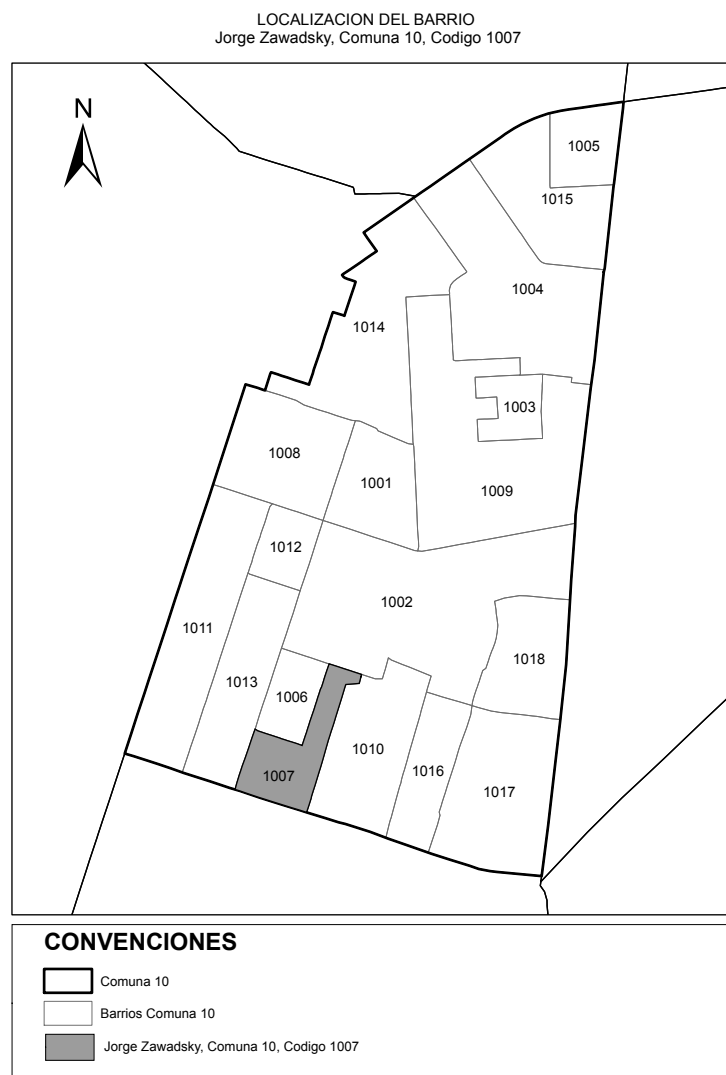 LOCALIZACION DEL BARRIO
Jorge Zawadsky, Comuna 10, Codigo 1007
N
1005
1015
1004
1014
1003
1008
1001
1009
1012
1002
1011
1013
1018
1006
1010
1007
1016
1017
CONVENCIONES
Comuna 10
Barrios Comuna 10
Jorge Zawadsky, Comuna 10, Codigo 1007